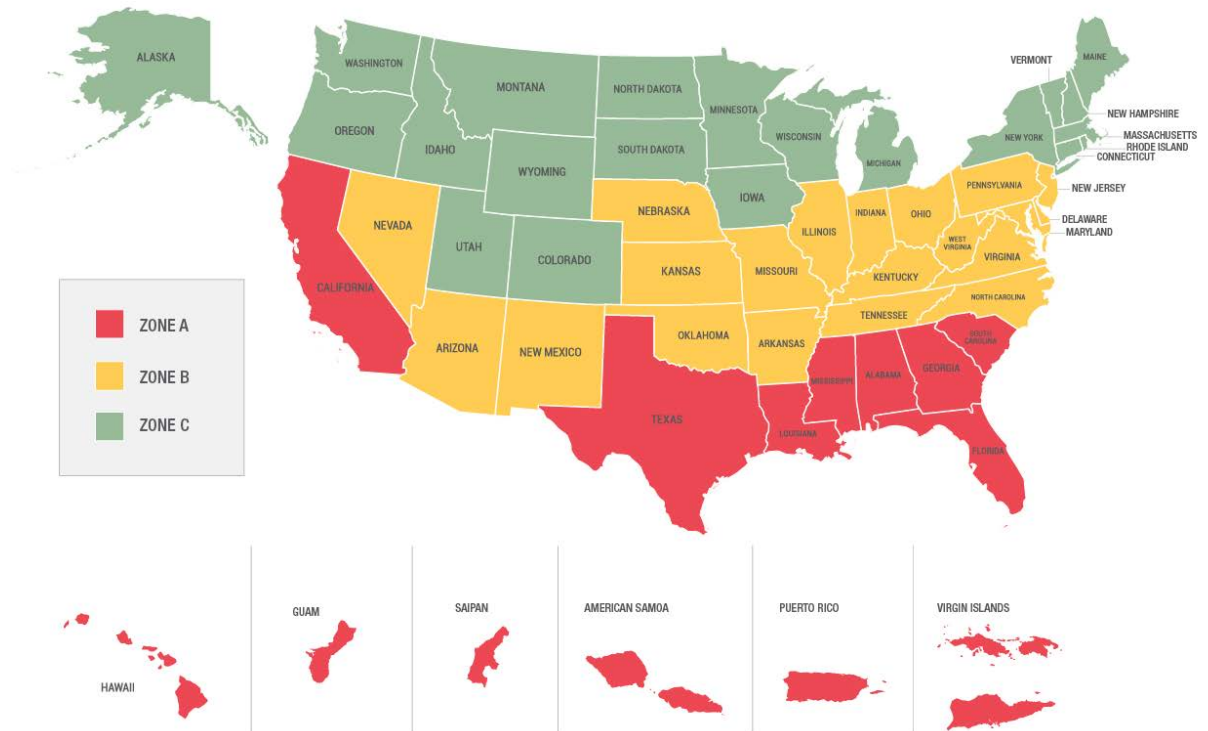 ALASKA
WASHINGTON
MONTANA
NORTH DAKOTA
MINNESOTA
VERMONT
MAINE
OREGON
IDAHO
WYOMING
SOUTH DAKOTA
WISCONSIN
MICHIGAN
NEW YORK
NEW HAMPSHIRE
MASSACHUSETTS
RHODE ISLAND
CONNECTICUT
NEVADA
UTAH
COLORADO
NEBRASKA
IOWA
ILLINOIS
INDIANA
OHIO
PENNSYLVANIA
NEW JERSEY
DELAWARE
MARYLAND
CALIFORNIA
KANSAS
MISSOURI
KENTUCKY
WEST
VIRGINIA
VIRGINIA
ARIZONA
NEW MEXICO
OKLAHOMA
ARKANSAS
TENNESSEE
NORTH CAROLINA
TEXAS
LOUISIANA
MISSISSIPPI
ALABAMA
GEORGIA
SOUTH
CAROLINA
FLORIDA
ZONE A
ZONE B
ZONE C
HAWAII
GUAM
SAIPAN
AMERICAN SAMOA
PUERTO RICO
VIRGIN ISLANDS